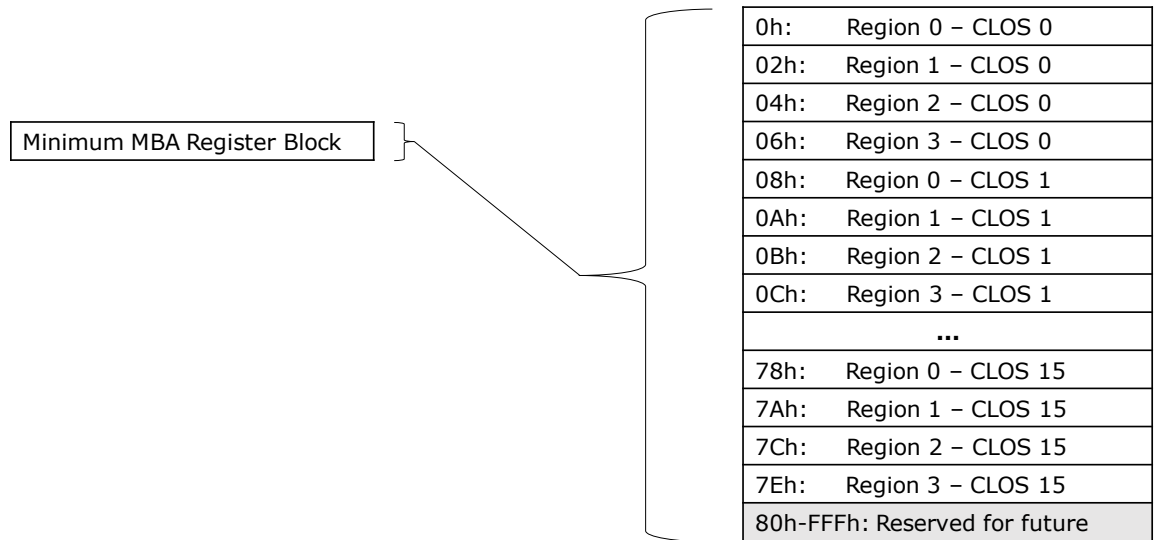 Minimum MBA Register Block
0h: Region 0 – CLOS 0
02h: Region 1 – CLOS 0
04h: Region 2 – CLOS 0
06h: Region 3 – CLOS 0
08h: Region 0 – CLOS 1
0Ah: Region 1 – CLOS 1
0Bh: Region 2 – CLOS 1
0Ch: Region 3 – CLOS 1
...
78h: Region 0 – CLOS 15
7Ah: Region 1 – CLOS 15
7Ch: Region 2 – CLOS 15
7Eh: Region 3 – CLOS 15
80h-FFFh: Reserved for future